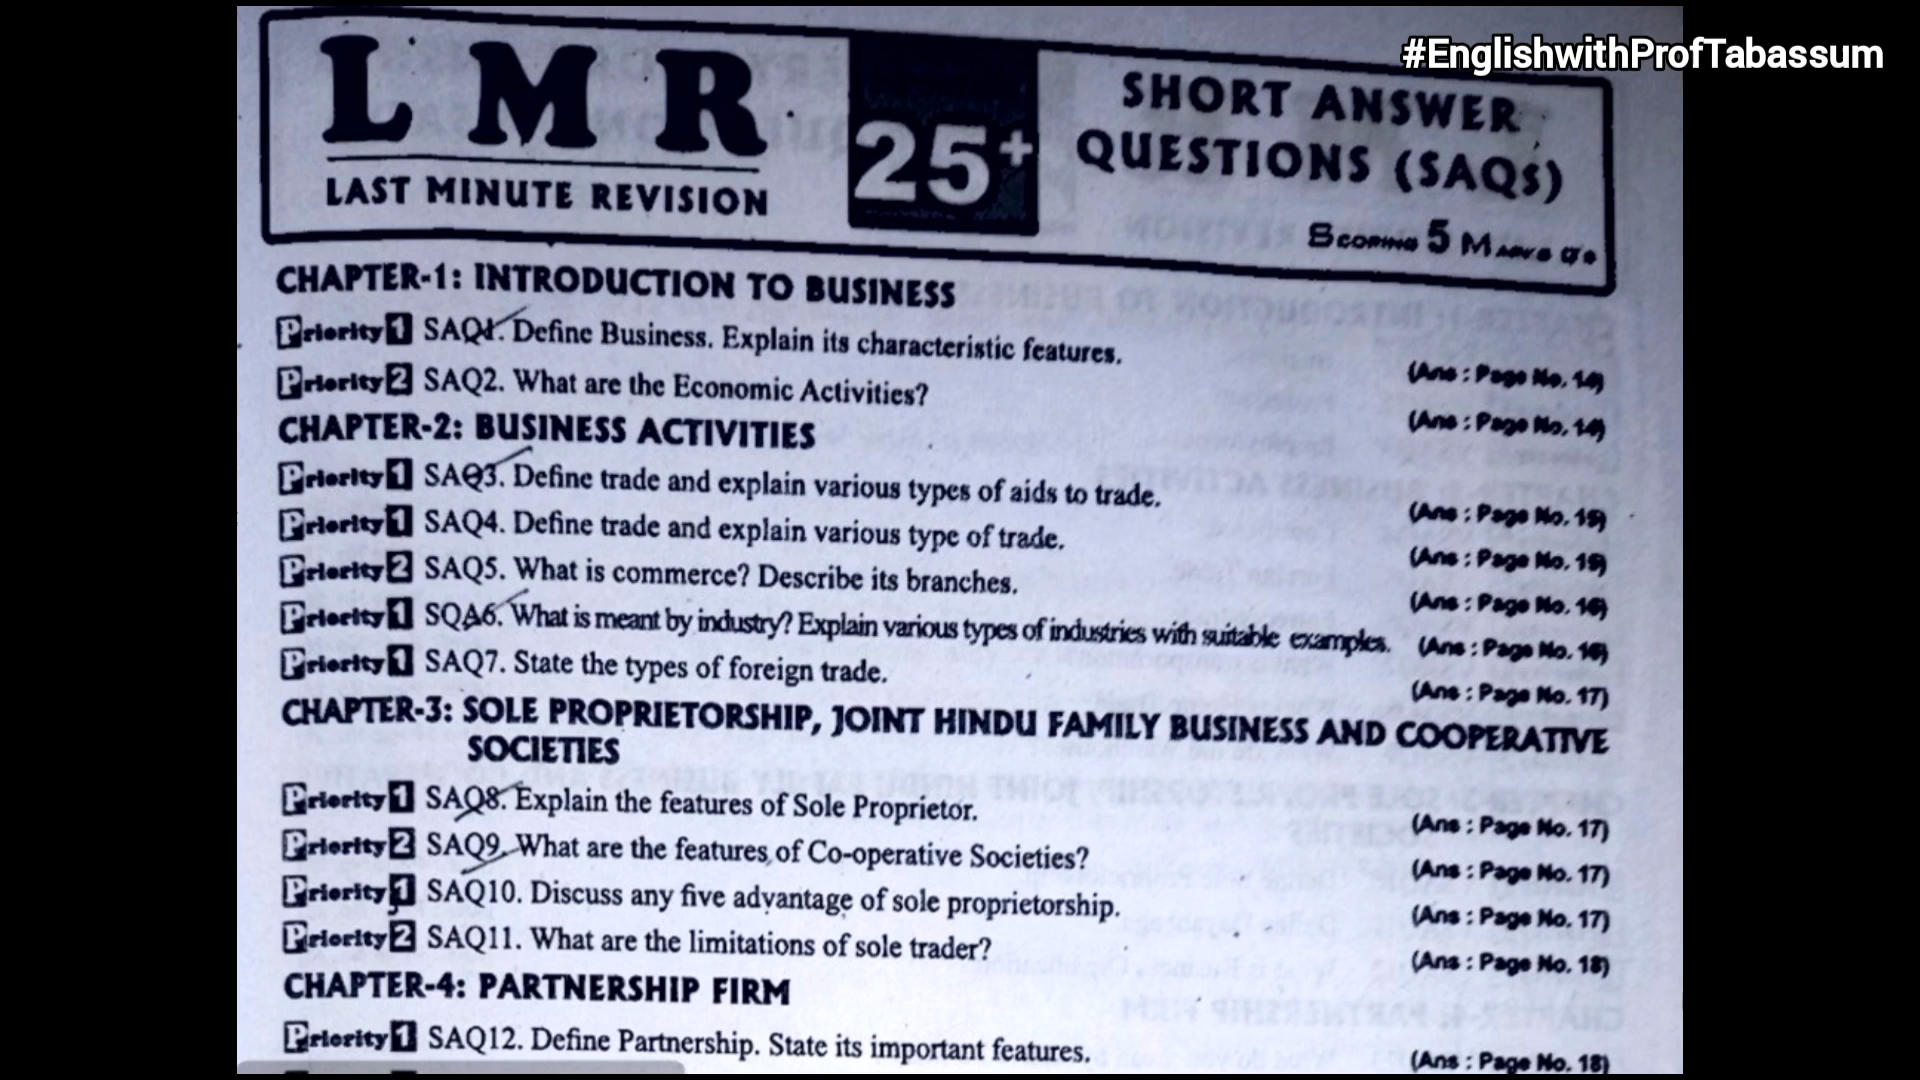 #EnglishwithProfTabassum
L M R
LAST MINUTE REVISION
25+
SHORT ANSWER
QUESTIONS (SAQs)
Scoring 5 Marks
CHAPTER-1: INTRODUCTION TO BUSINESS
Priority 1 SAQ1. Define Business. Explain its characteristic features. (Ans : Page No. 14)
Priority 2 SAQ2. What are the Economic Activities? (Ans : Page No. 14)
CHAPTER-2: BUSINESS ACTIVITIES
Priority 1 SAQ3. Define trade and explain various types of aids to trade. (Ans : Page No. 15)
Priority 1 SAQ4. Define trade and explain various type of trade. (Ans : Page No. 15)
Priority 2 SAQ5. What is commerce? Describe its branches. (Ans : Page No. 16)
Priority 1 SQA6. What is meant by industry? Explain various types of industries with suitable examples. (Ans : Page No. 16)
Priority 1 SAQ7. State the types of foreign trade. (Ans : Page No. 17)
CHAPTER-3: SOLE PROPRIETORSHIP, JOINT HINDU FAMILY BUSINESS AND COOPERATIVE
SOCIETIES
Priority 1 SAQ8. Explain the features of Sole Proprietor. (Ans : Page No. 17)
Priority 2 SAQ9. What are the features of Co-operative Societies? (Ans : Page No. 17)
Priority 1 SAQ10. Discuss any five advantage of sole proprietorship. (Ans : Page No. 17)
Priority 2 SAQ11. What are the limitations of sole trader? (Ans : Page No. 18)
CHAPTER-4: PARTNERSHIP FIRM
Priority 1 SAQ12. Define Partnership. State its important features. (Ans : Page No. 18)